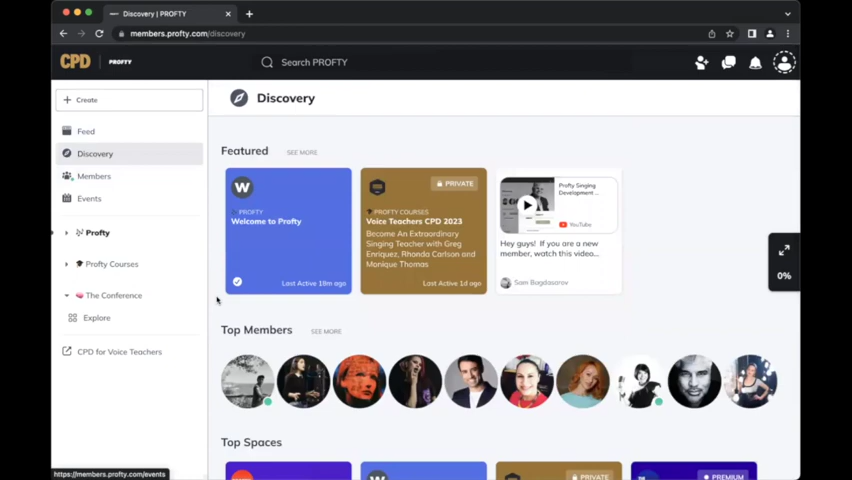 Discovery | PROFTY
members.profty.com/discovery
CPD PROFTY
Search PROFTY
Create
Discovery
Feed
Discovery
Members
Events
Profty
Profty Courses
The Conference
Explore
CPD for Voice Teachers
Featured SEE MORE
W
PROFTY
Welcome to Profty
Last Active 18m ago
PRIVATE
PROFTY COURSES
Voice Teachers CPD 2023
Become An Extraordinary
Singing Teacher with Greg
Enriquez, Rhonda Carlson and
Monique Thomas
Last Active 1d ago
Profty Singing
Development ...
YouTube
Hey guys! If you are a new
member, watch this video...
Sam Bogdasarov
0%
Top Members SEE MORE
Top Spaces
W
PRIVATE
PREMIUM
https://members.profty.com/events